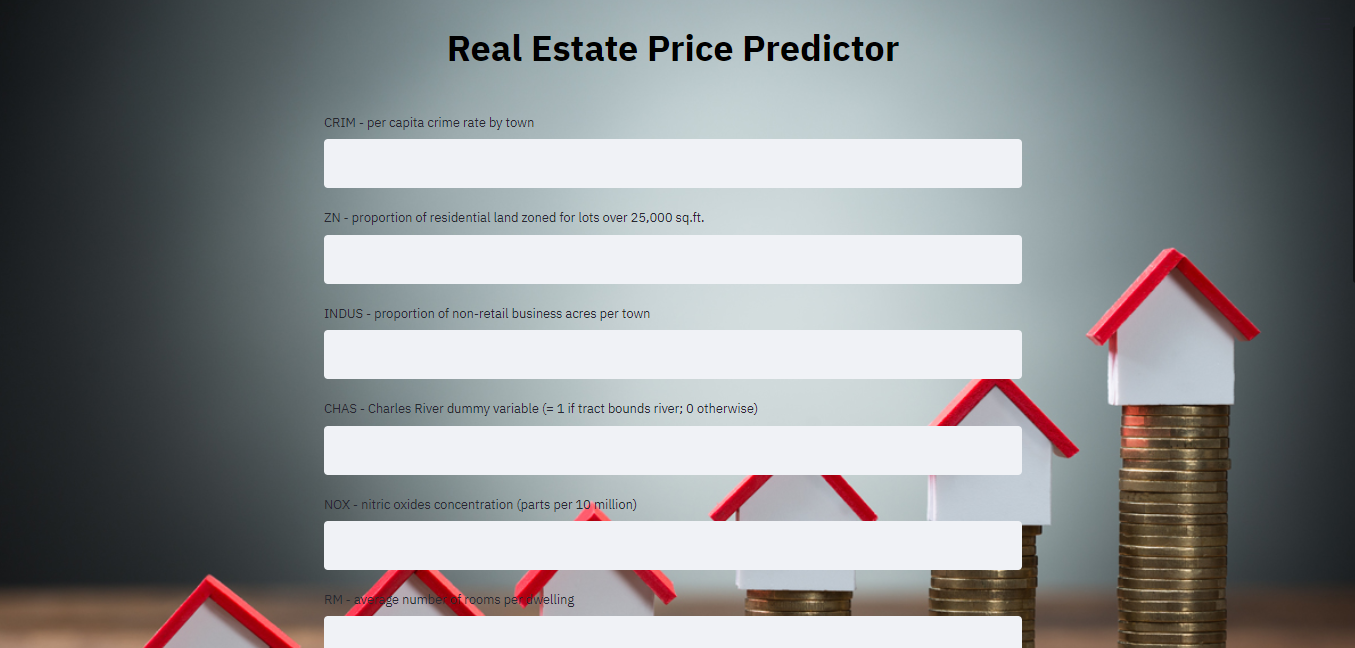 Real Estate Price Predictor
CRIM - per capita crime rate by town
ZN - proportion of residential land zoned for lots over 25,000 sq.ft.
INDUS - proportion of non-retail business acres per town
CHAS - Charles River dummy variable (= 1 if tract bounds river; 0 otherwise)
NOX - nitric oxides concentration (parts per 10 million)
RM - average number of rooms per dwelling